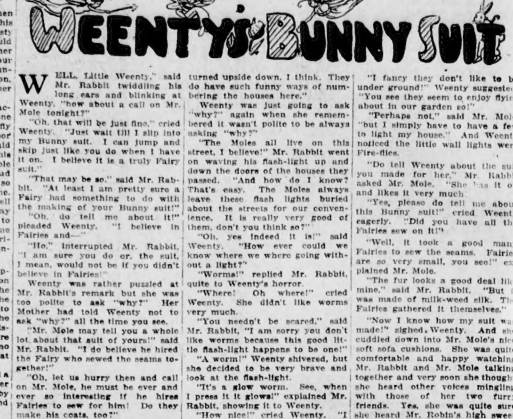 WEENTY'S BUNNY SUIT
WELL, Little Weenty," said
Mr. Rabbit twiddling his
long ears and blinking at
Weenty, "how about a call on Mr.
Mole tonight?"
"Oh, that will be just fine," cried
Weenty. "Just wait till I slip into
my Bunny suit. I can jump and
skip just like you do when I have
it on. I believe it is a truly Fairy
suit."
"That may be so," said Mr. Rab-
bit. "At least I am pretty sure a
Fairy had something to do with
the making of your Bunny suit!"
"Oh, do tell me about it!"
pleaded Weenty. "I believe in
Fairies and—"
"Ho," interrupted Mr. Rabbit,
"I am sure you do or, the suit,
I mean, would not be if you didn't
believe in Fairies!"
Weenty was rather puzzled at
Mr. Rabbit's remark but she was
too polite to ask "why?" Her
Mother had told Weenty not to
ask "why?" all the time you see.
"Mr. Mole may tell you a whole
lot about that suit of yours!" said
Mr. Rabbit. "I do believe he hired
the Fairy who sewed the seams to-
gether!"
"Oh, let us hurry then and call
on Mr. Mole, he must be ever and
ever so interesting if he hires
Fairies to sew for him! Do they
make his coats, too?"
turned upside down, I think. They
do have such funny ways of num-
bering the houses here."
Weenty was just going to ask
"why?" again when she remem-
bered it wasn't polite to be always
asking "why?"
"The Moles all live on this
street, I believe!" Mr. Rabbit went
on waving his flash-light up and
down the doors of the houses they
passed. "And how do I know?
That's easy. The Moles always
leave these flash lights buried
about the streets for our conven-
ience. It is really very good of
them, don't you think so?"
"Oh, yes indeed it is!" said
Weenty. "How ever could we
know where we where going with-
out a light?"
"Worms!" replied Mr. Rabbit,
quite to Weenty's horror.
"Where! Oh where!" cried
Weenty. She didn't like worms
very much.
"You needn't be scared," said
Mr. Rabbit, "I am sorry you don't
like worms because this good lit-
tle flash-light happens to be one!"
"A worm!" Weenty shivered, but
she decided to be very brave and
look at the flash-light.
"It's a glow worm. See, when
I press it it glows!" explained Mr.
Rabbit, showing it to Weenty.
"How nice!" cried Weenty. "I
"I fancy they don't like to b
under ground!" Weenty suggeste
"You see they seem to enjoy flyi
about in our garden so!"
"Perhaps not," said Mr. Mol
"but I simply have to have a fe
to light my house." And Weent
noticed the little wall lights wer
Fire-flies.
"Do tell Weenty about the su
you made for her," Mr. Rabb
asked Mr. Mole. "She has it o
and likes it very much."
"Yes, please do tell me about
this Bunny suit!" cried Weent
eagerly. "Did you have all th
Fairies sew on it?"
"Well, it took a good man
Fairies to sew the seams. Fairie
are so very small, you see!" ex
plained Mr. Mole.
"The fur looks a good deal lik
mine," said Mr. Rabbit, "But
was made of milk-weed silk. Th
Fairies gathered it themselves."
"Now I know how my suit wa
made!" sighed, Weenty. And sh
cuddled down into Mr. Mole's nic
soft sofa cushions. She was quit
comfortable and happy watchin
Mr. Rabbit and Mr. Mole talkin
together and very soon she though
she heard other voices minglin
with those of her two furr
friends. Yes, she was quite sur
she heard Mr. Robin's high swe